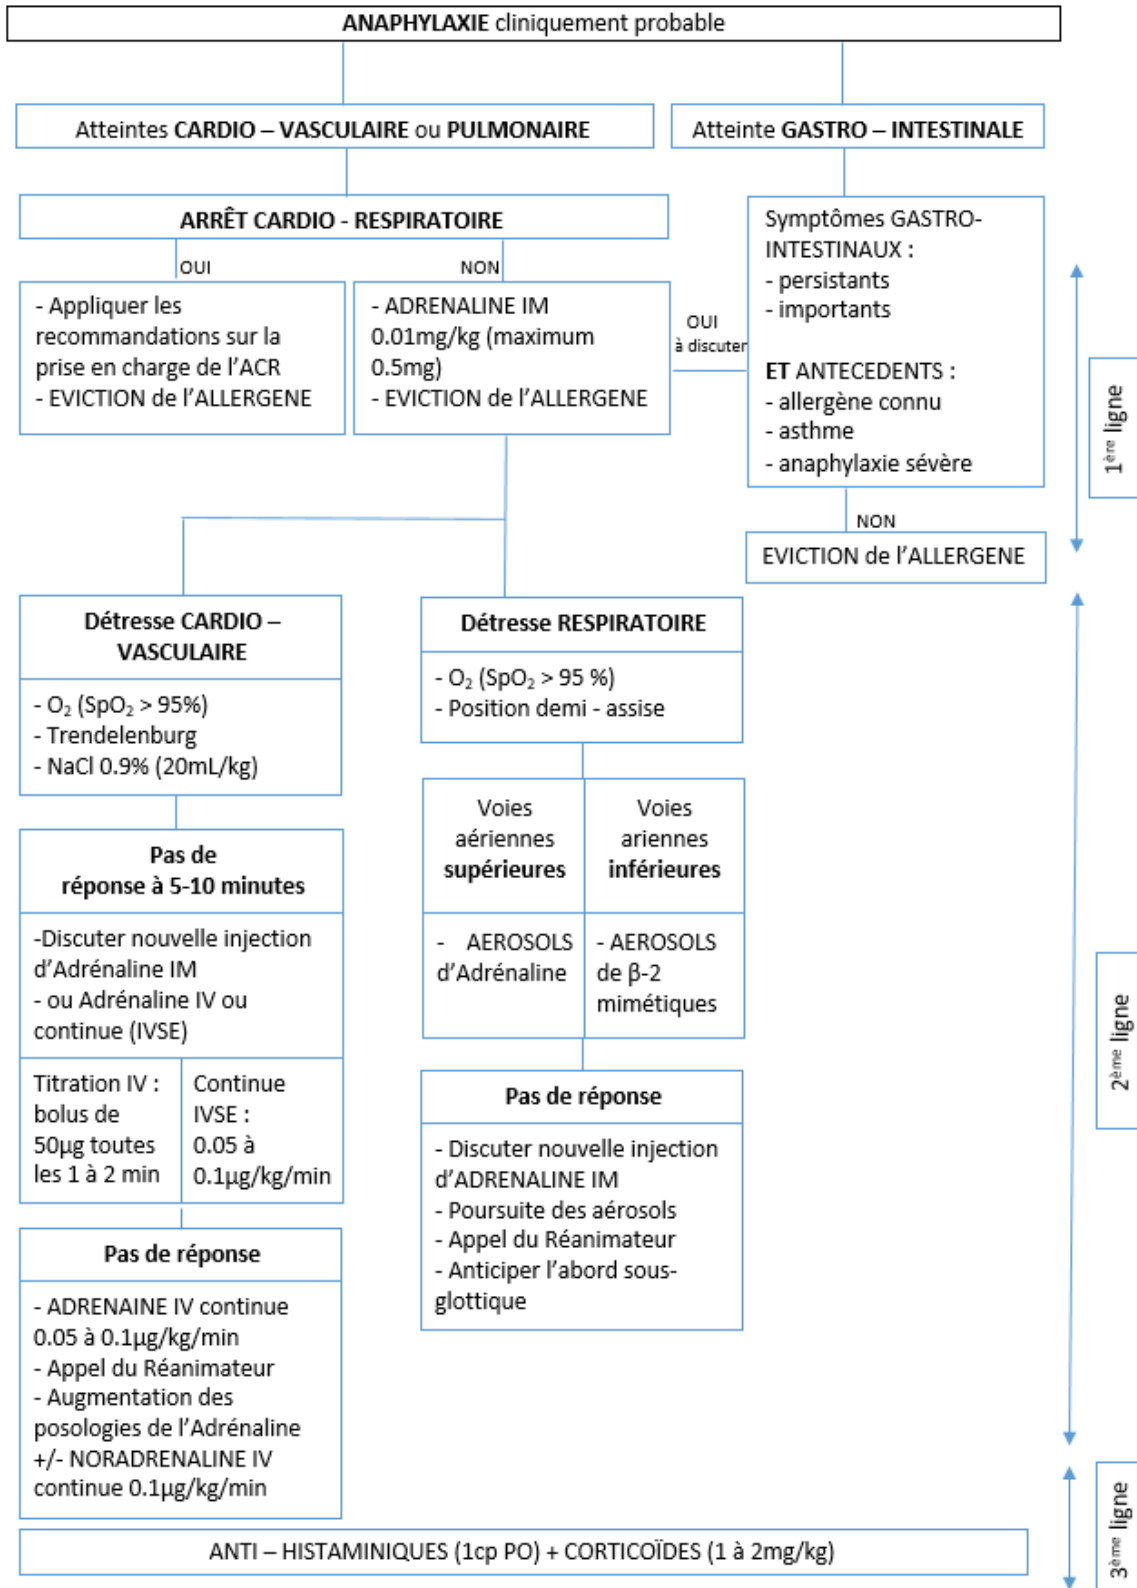 ANAPHYLAXIE cliniquement probable
Atteintes CARDIO – VASCULAIRE ou PULMONAIRE
Atteinte GASTRO – INTESTINALE
ARRÊT CARDIO - RESPIRATOIRE
OUI
NON
- Appliquer les
recommandations sur la
prise en charge de l’ACR
- EVICTION de l’ALLERGENE
- ADRENALINE IM
0.01mg/kg (maximum
0.5mg)
- EVICTION de l’ALLERGENE
OUI
à discuter
Symptômes GASTRO-
INTESTINAUX :
- persistants
- importants
ET ANTECEDENTS :
- allergène connu
- asthme
- anaphylaxie sévère
NON
EVICTION de l’ALLERGENE
1ère ligne
Détresse CARDIO –
VASCULAIRE
- O₂ (SpO₂ > 95%)
- Trendelenburg
- NaCl 0.9% (20mL/kg)
Pas de
réponse à 5-10 minutes
-Discuter nouvelle injection
d’Adrénaline IM
- ou Adrénaline IV ou
continue (IVSE)
Titration IV :
bolus de
50µg toutes
les 1 à 2 min
Continue
IVSE :
0.05 à
0.1µg/kg/min
Pas de réponse
- ADRENAINE IV continue
0.05 à 0.1µg/kg/min
- Appel du Réanimateur
- Augmentation des
posologies de l’Adrénaline
+/- NORADRENALINE IV
continue 0.1µg/kg/min
Détresse RESPIRATOIRE
- O₂ (SpO₂ > 95 %)
- Position demi - assise
Voies
aériennes
supérieures
Voies
ariennes
inférieures
- AEROSOLS
d’Adrénaline
- AEROSOLS
de β-2
mimétiques
Pas de réponse
- Discuter nouvelle injection
d’ADRENALINE IM
- Poursuite des aérosols
- Appel du Réanimateur
- Anticiper l’abord sous-
glottique
2ème ligne
ANTI – HISTAMINIQUES (1cp PO) + CORTICOÏDES (1 à 2mg/kg)
3ème ligne